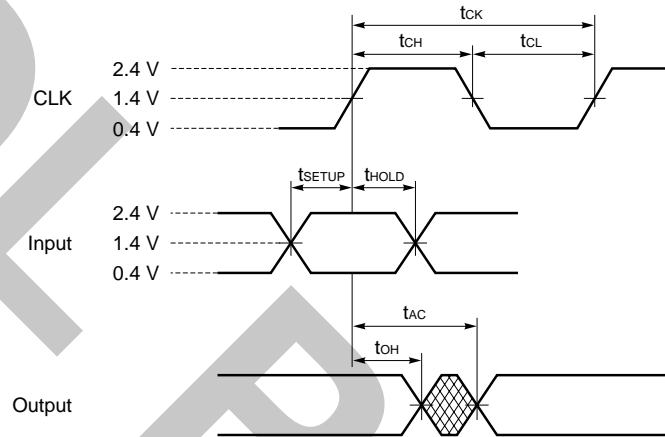 tCK
tCH tCL
2.4 V
CLK 1.4 V
0.4 V
tSETUP tHOLD
2.4 V
Input 1.4 V
0.4 V
tAC
tOH
Output